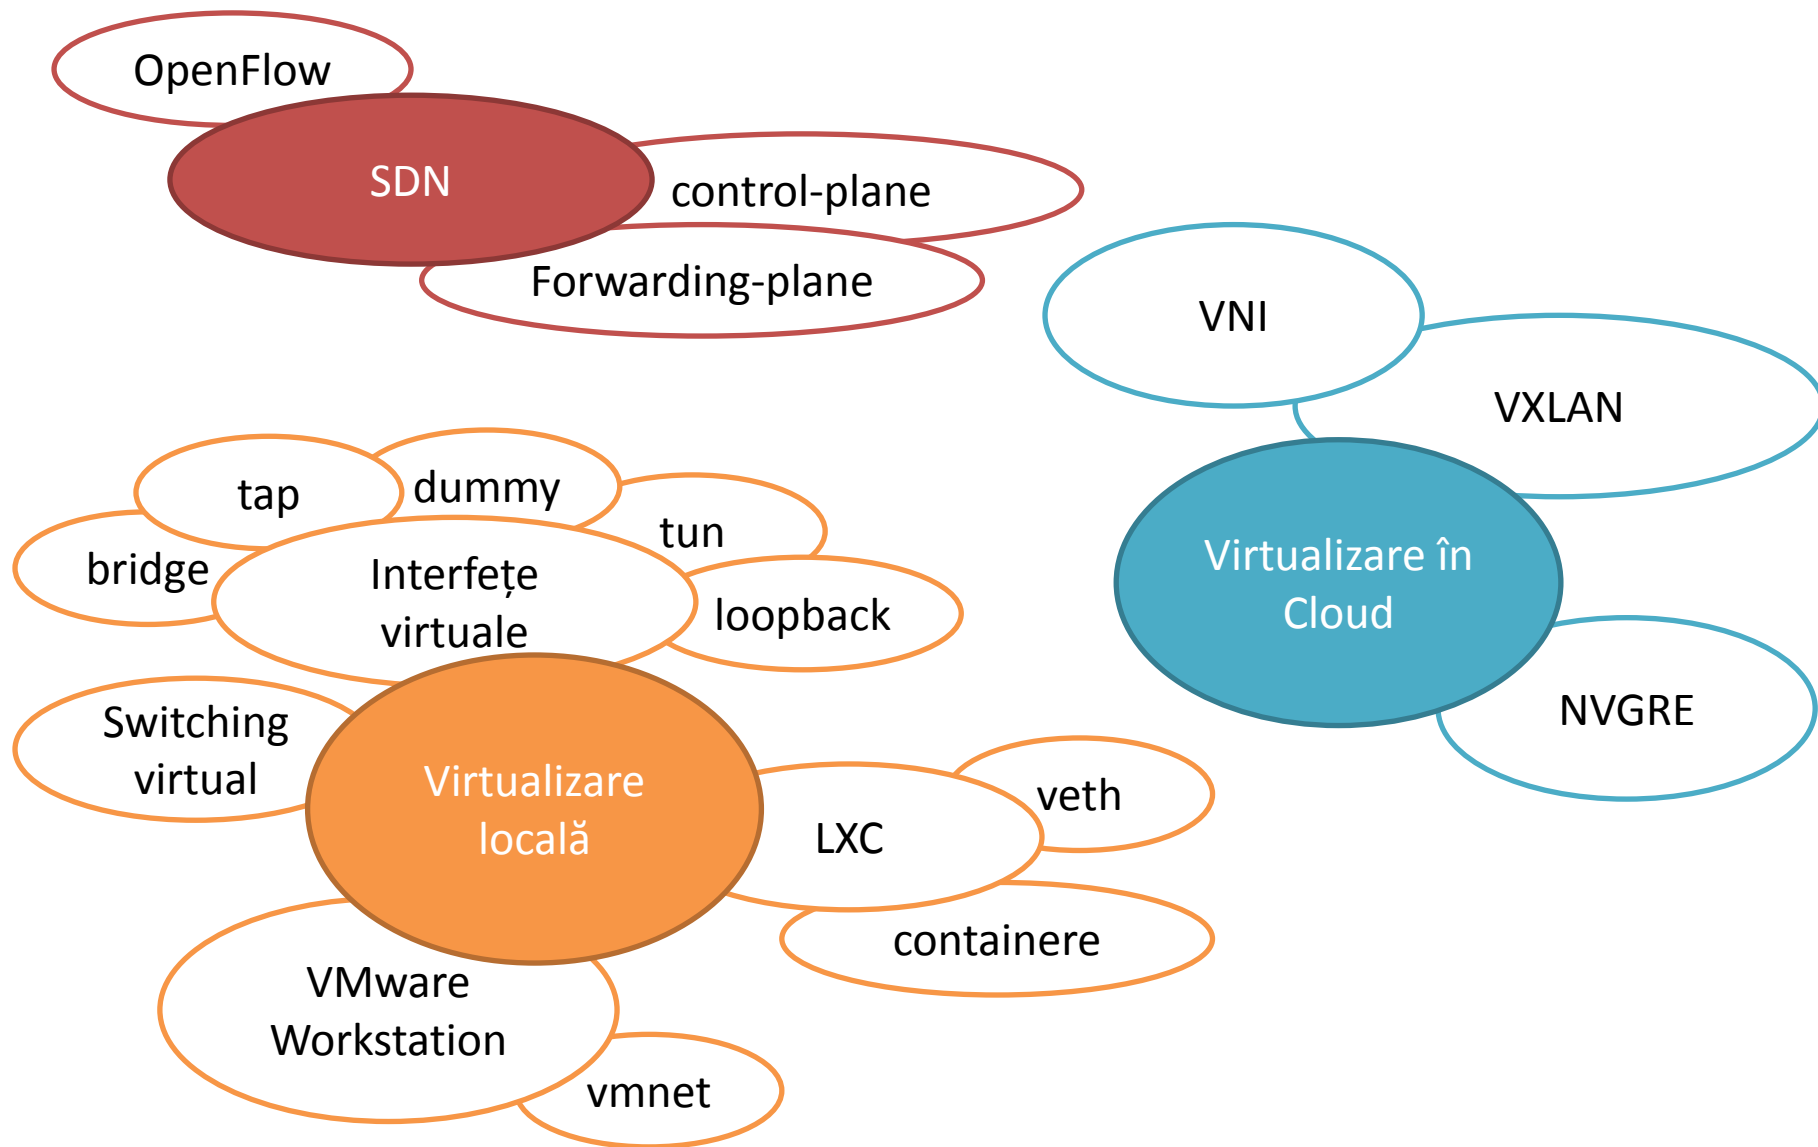 OpenFlow
SDN
control-plane
Forwarding-plane
VNI
VXLAN
Virtualizare în
Cloud
NVGRE
tap
dummy
tun
bridge
Interfețe
virtuale
loopback
Switching
virtual
Virtualizare
locală
veth
LXC
containere
VMware
Workstation
vmnet